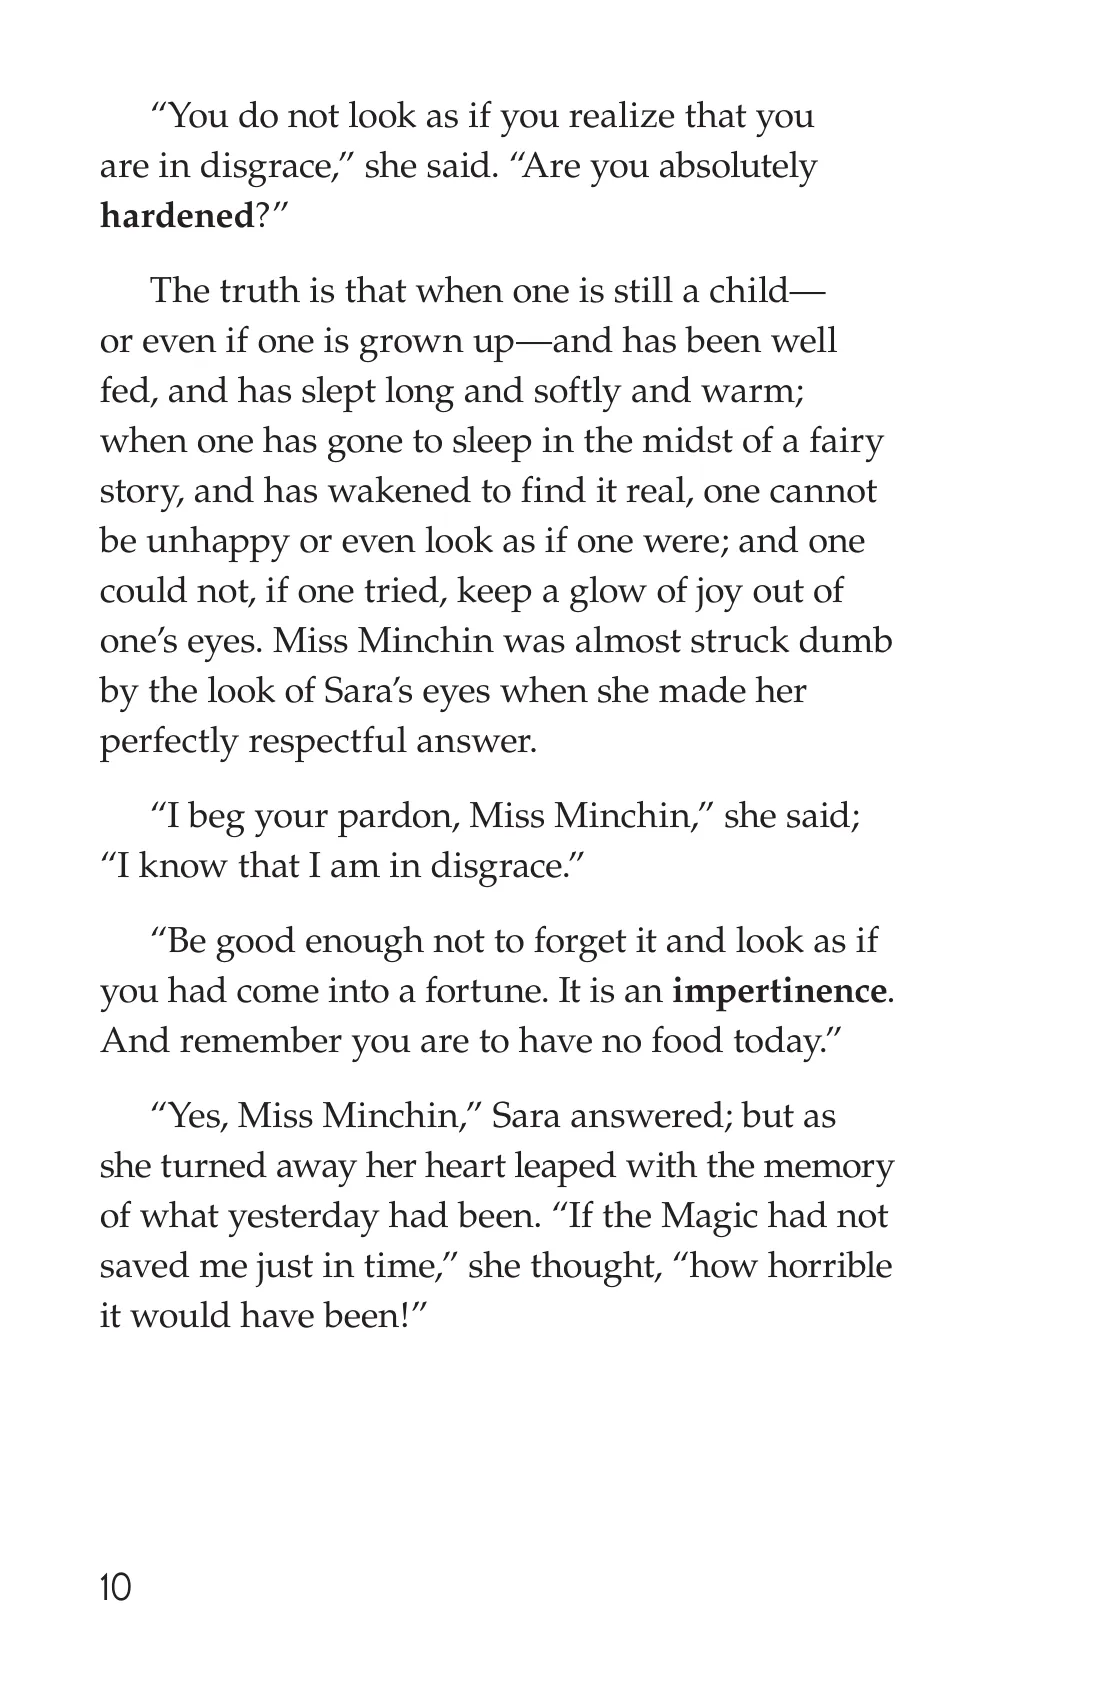 “You do not look as if you realize that you
are in disgrace,” she said. “Are you absolutely
hardened?”
The truth is that when one is still a child—
or even if one is grown up—and has been well
fed, and has slept long and softly and warm;
when one has gone to sleep in the midst of a fairy
story, and has wakened to find it real, one cannot
be unhappy or even look as if one were; and one
could not, if one tried, keep a glow of joy out of
one’s eyes. Miss Minchin was almost struck dumb
by the look of Sara’s eyes when she made her
perfectly respectful answer.
“I beg your pardon, Miss Minchin,” she said;
“I know that I am in disgrace.”
“Be good enough not to forget it and look as if
you had come into a fortune. It is an impertinence.
And remember you are to have no food today.”
“Yes, Miss Minchin,” Sara answered; but as
she turned away her heart leaped with the memory
of what yesterday had been. “If the Magic had not
saved me just in time,” she thought, “how horrible
it would have been!”
10